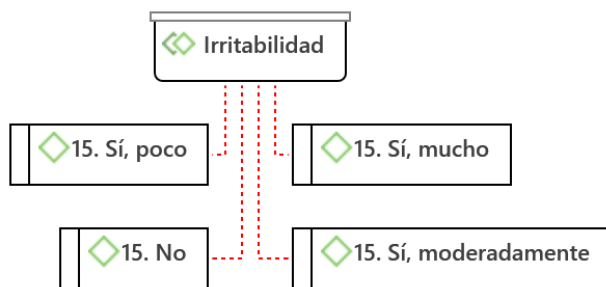 Irritabilidad
15. Sí, poco
15. Sí, mucho
15. No
15. Sí, moderadamente